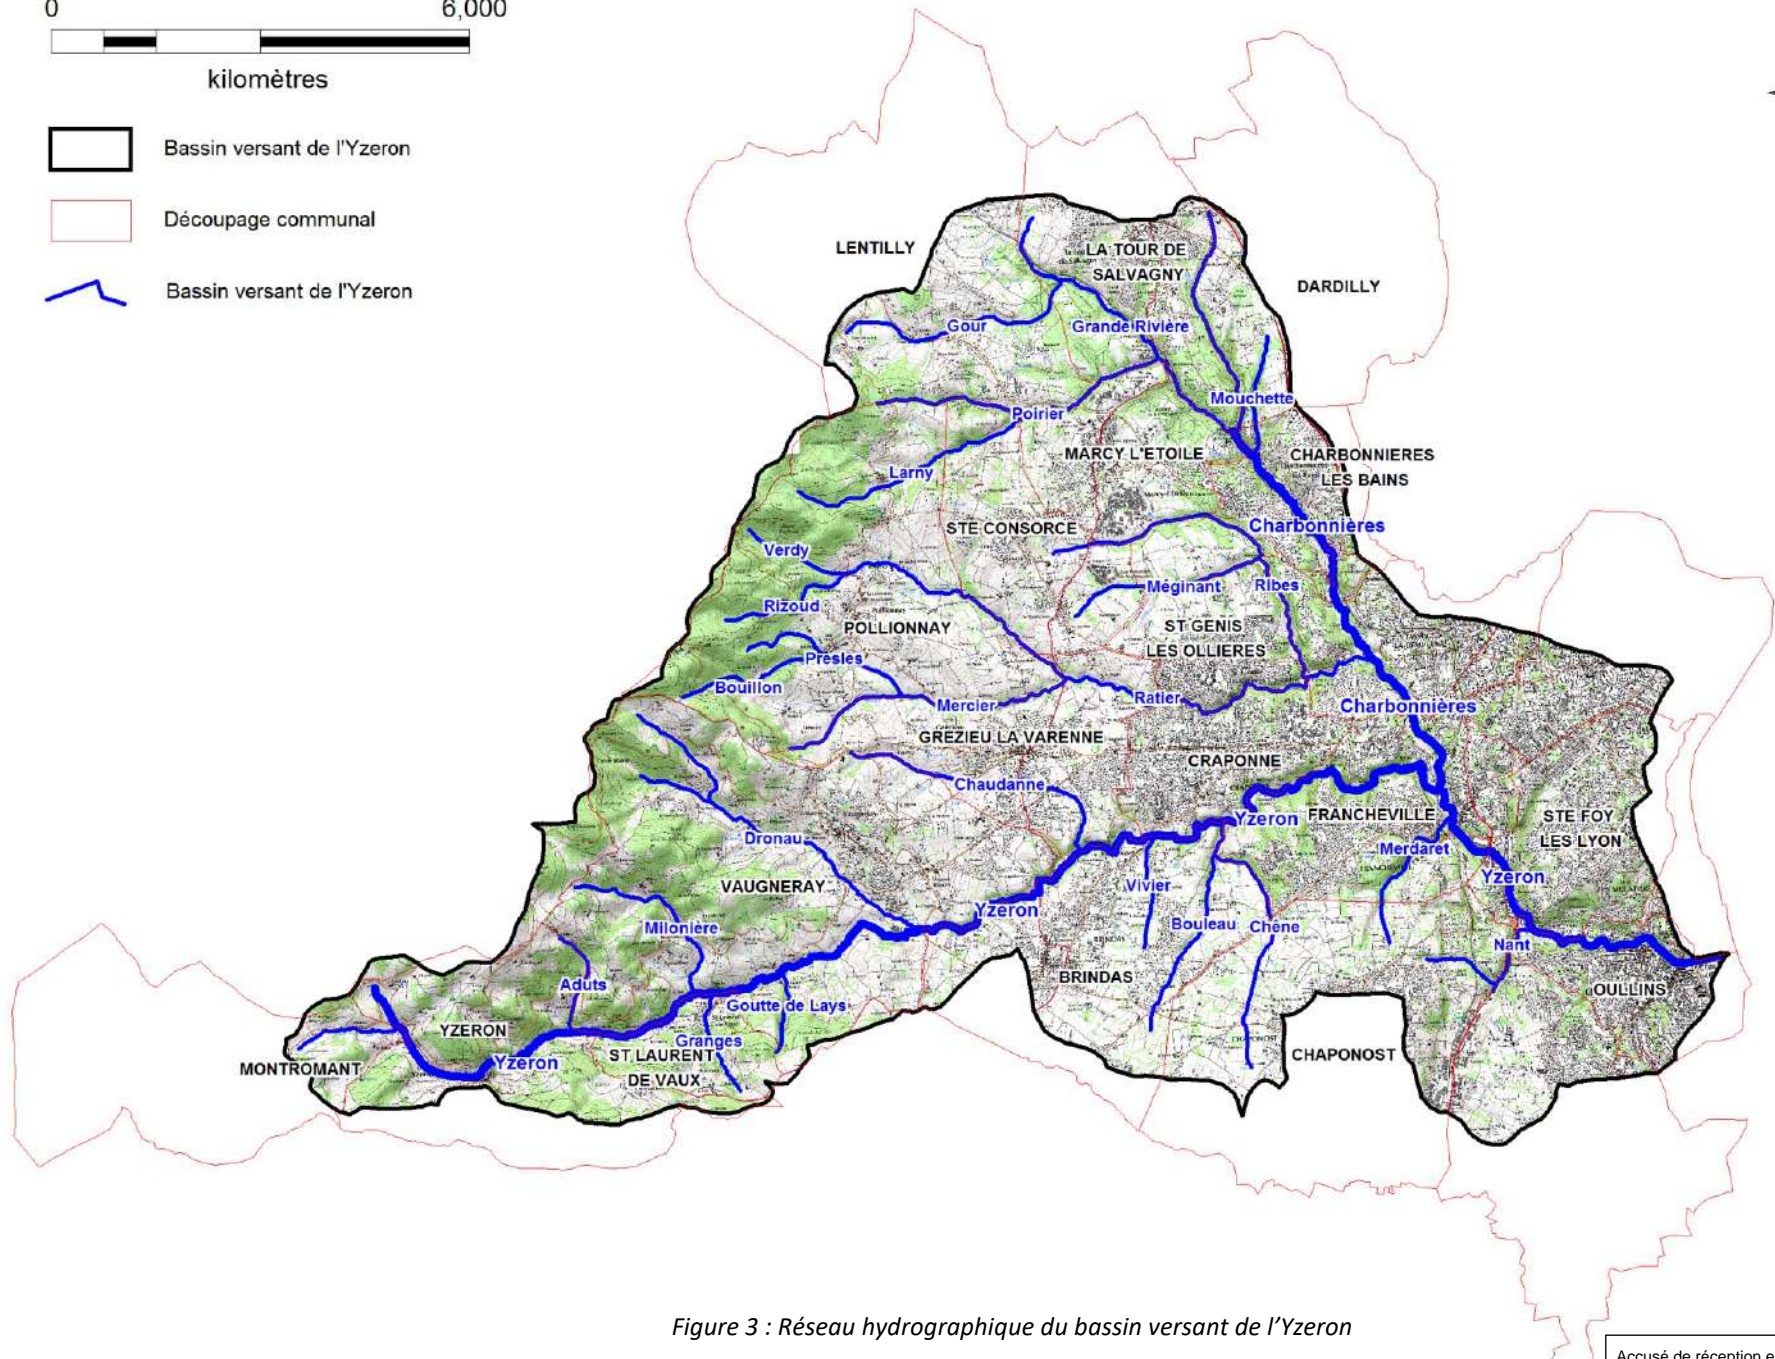 0 6,000
kilomètres
Bassin versant de l'Yzeron
Découpage communal
Bassin versant de l'Yzeron
LENTILLY
LA TOUR DE
SALVAGNY
DARDILLY
Gour
Grande Rivière
Mouchette
Poirier
MARCY L'ETOILE
CHARBONNIERES
LES BAINS
Larny
STE CONSORCE
Charbonnières
Verdy
Méginant
Ribes
Rizoud
POLLIONNAY
ST GENIS
LES OLLIERES
Presles
Bouillon
Mercier
Ratier
Charbonnières
GREZIEU LA VARENNE
CRAPONNE
Chaudanne
Yzeron
FRANCHEVILLE
STE FOY
LES LYON
Dronau
Merdaret
VAUGNERAY
Vivier
Yzeron
Yzeron
Milonière
Bouleau
Chêne
Nant
BRINDAS
Aduts
OULLINS
Goutte de Lays
YZERON
Granges
ST LAURENT
DE VAUX
CHAPONOST
MONTROMANT
Yzeron
Figure 3 : Réseau hydrographique du bassin versant de l'Yzeron
Accusé de réception e